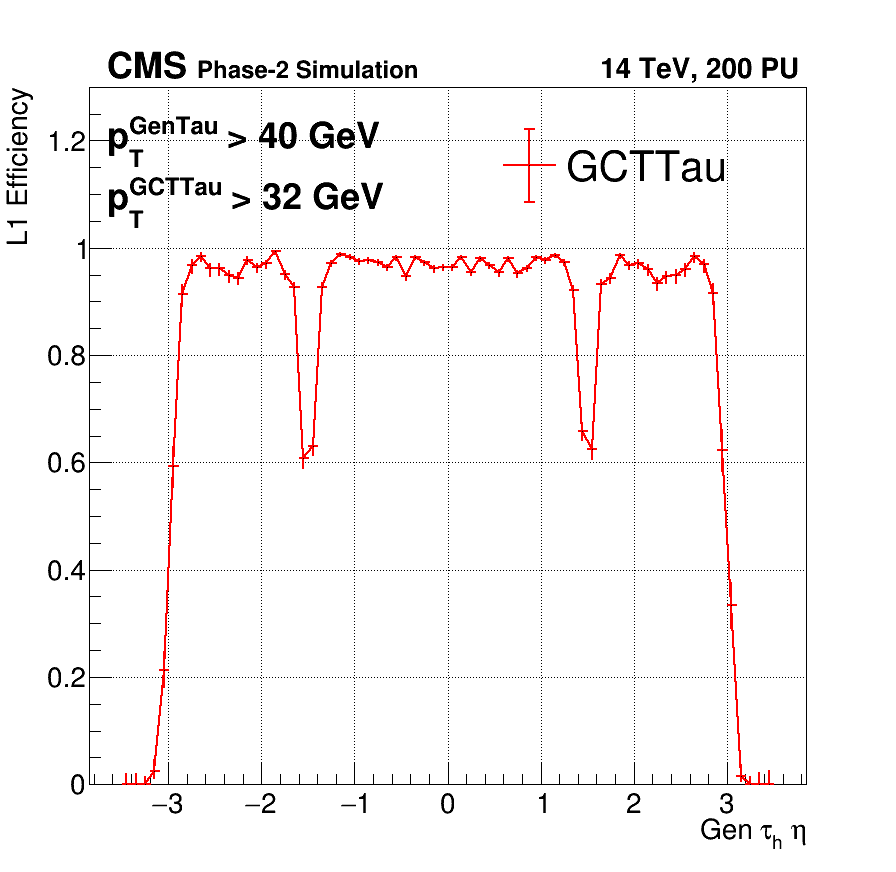 CMS Phase-2 Simulation 14 TeV, 200 PU
L1 Efficiency
p_T^GenTau > 40 GeV
p_T^GCTTau > 32 GeV
GCTTau
1.2
1
0.8
0.6
0.4
0.2
0
−3 −2 −1 0 1 2 3
Gen τ_h η